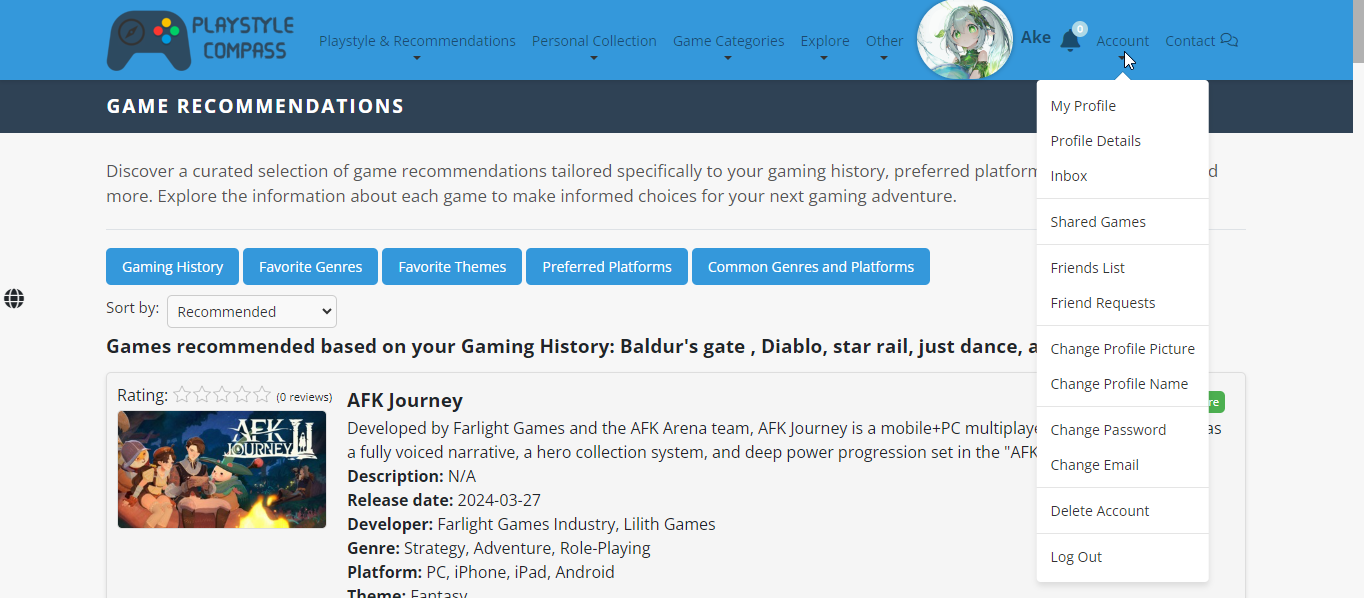 PLAYSTYLE COMPASS
Playstyle & Recommendations Personal Collection Game Categories Explore Other Ake 0 Account Contact
GAME RECOMMENDATIONS
My Profile
Profile Details
Inbox
Shared Games
Friends List
Friend Requests
Change Profile Picture
Change Profile Name
Change Password
Change Email
Delete Account
Log Out
Discover a curated selection of game recommendations tailored specifically to your gaming history, preferred
more. Explore the information about each game to make informed choices for your next gaming adventure.
Gaming History Favorite Genres Favorite Themes Preferred Platforms Common Genres and Platforms
Sort by: Recommended
Games recommended based on your Gaming History: Baldur's gate , Diablo, star rail, just dance,
Rating: (0 reviews)
AFK JOURNEY
AFK Journey
Developed by Farlight Games and the AFK Arena team, AFK Journey is a mobile+PC as
a fully voiced narrative, a hero collection system, and deep power progression set in the "AFK
Description: N/A
Release date: 2024-03-27
Developer: Farlight Games Industry, Lilith Games
Genre: Strategy, Adventure, Role-Playing
Platform: PC, iPhone, iPad, Android
Theme: Fantasy